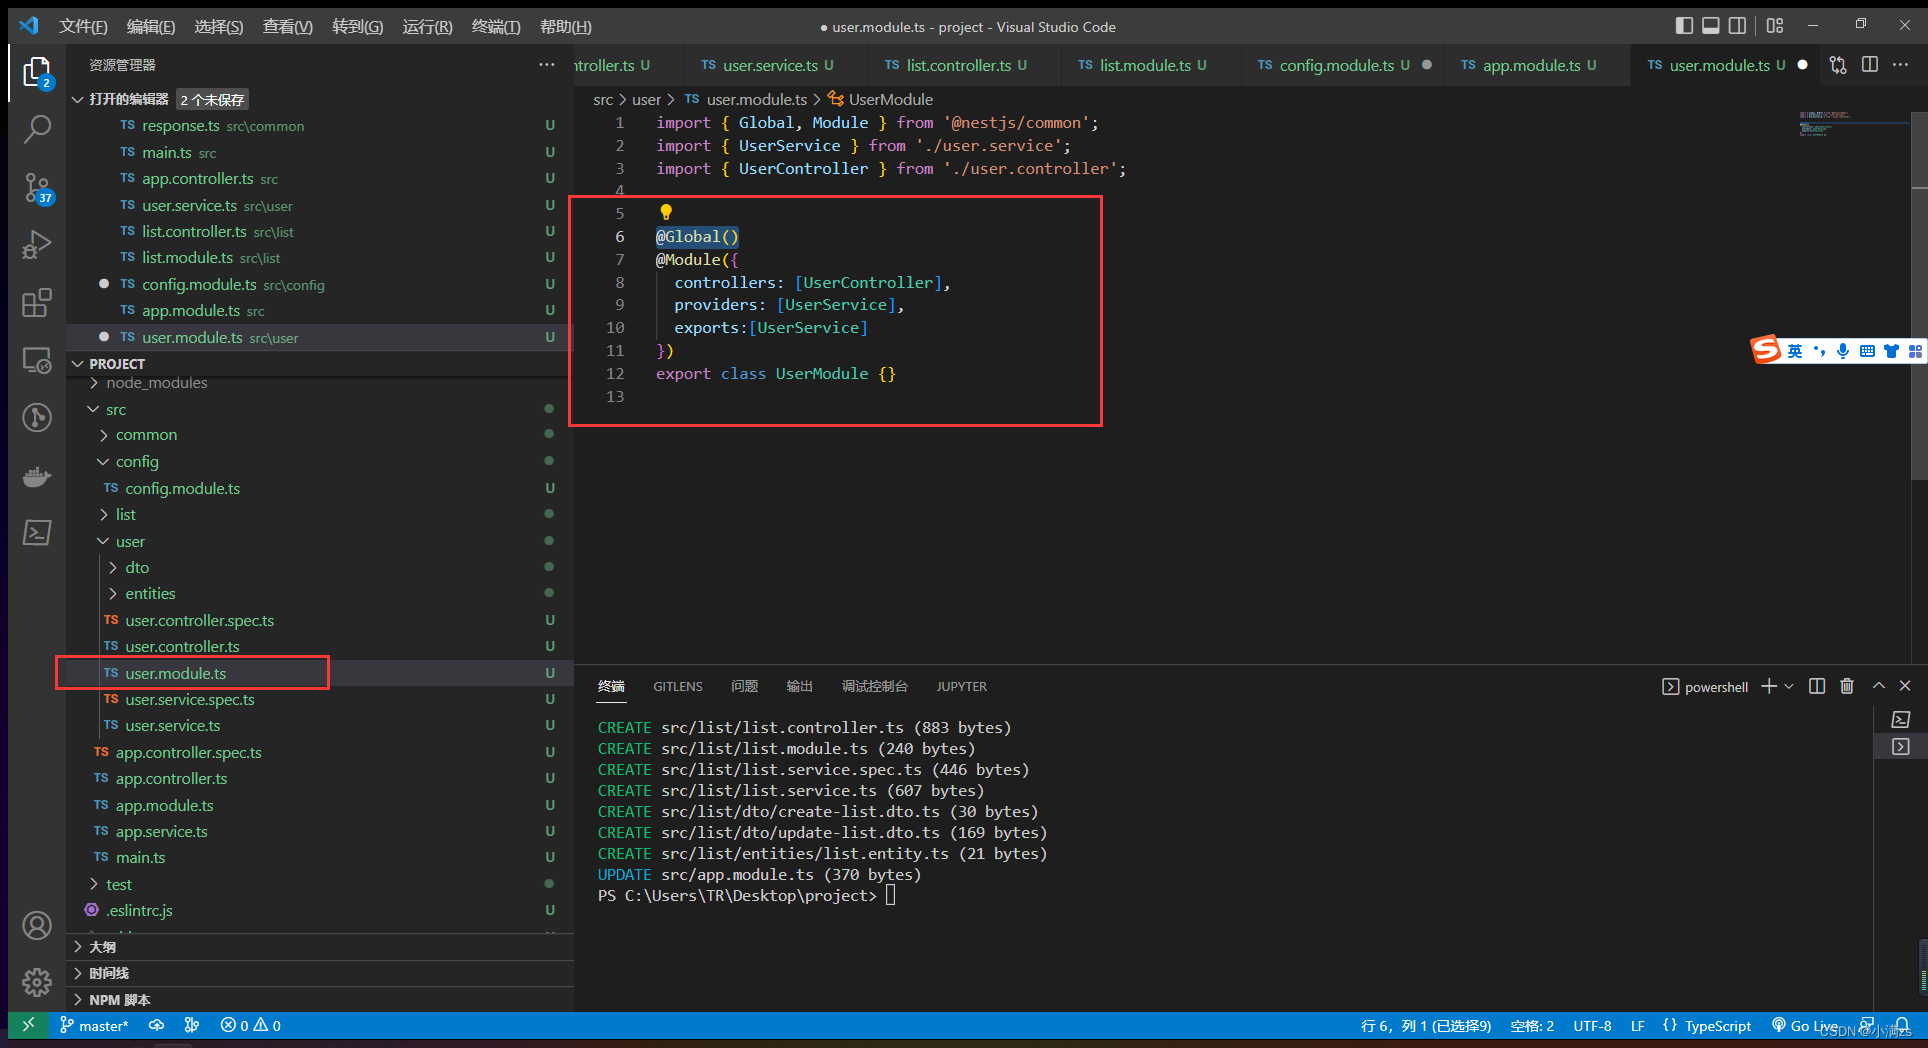 文件(F) 编辑(E) 选择(S) 查看(V) 转到(G) 运行(R) 终端(T) 帮助(H)
● user.module.ts - project - Visual Studio Code
资源管理器
打开的编辑器 2 个未保存
TS response.ts src\common U
TS main.ts src U
TS app.controller.ts src U
TS user.service.ts src\user U
TS list.controller.ts src\list U
TS list.module.ts src\list U
TS config.module.ts src\config U
TS app.module.ts src U
TS user.module.ts src\user U
PROJECT
node_modules
src
common
config
TS config.module.ts U
list
user
dto
entities
TS user.controller.spec.ts U
TS user.controller.ts U
TS user.module.ts U
TS user.service.spec.ts U
TS user.service.ts U
TS app.controller.spec.ts U
TS app.controller.ts U
TS app.module.ts U
TS app.service.ts U
TS main.ts U
test
.eslintrc.js U
大纲
时间线
NPM 脚本
2
37
ntroller.ts U TS user.service.ts U TS list.controller.ts U TS list.module.ts U TS config.module.ts U ● TS app.module.ts U TS user.module.ts U ●
src > user > TS user.module.ts > UserModule
1 import { Global, Module } from '@nestjs/common';
2 import { UserService } from './user.service';
3 import { UserController } from './user.controller';
4
5
6 @Global()
7 @Module({
8 controllers: [UserController],
9 providers: [UserService],
10 exports:[UserService]
11 })
12 export class UserModule {}
13
英
终端 GITLENS 问题 输出 调试控制台 JUPYTER
powershell
CREATE src/list/list.controller.ts (883 bytes)
CREATE src/list/list.module.ts (240 bytes)
CREATE src/list/list.service.spec.ts (446 bytes)
CREATE src/list/list.service.ts (607 bytes)
CREATE src/list/dto/create-list.dto.ts (30 bytes)
CREATE src/list/dto/update-list.dto.ts (169 bytes)
CREATE src/list/entities/list.entity.ts (21 bytes)
UPDATE src/app.module.ts (370 bytes)
PS C:\Users\TR\Desktop\project>
master* 0 0
行 6，列 1 (已选择9) 空格: 2 UTF-8 LF {} TypeScript Go Live
CSDN @小满zs